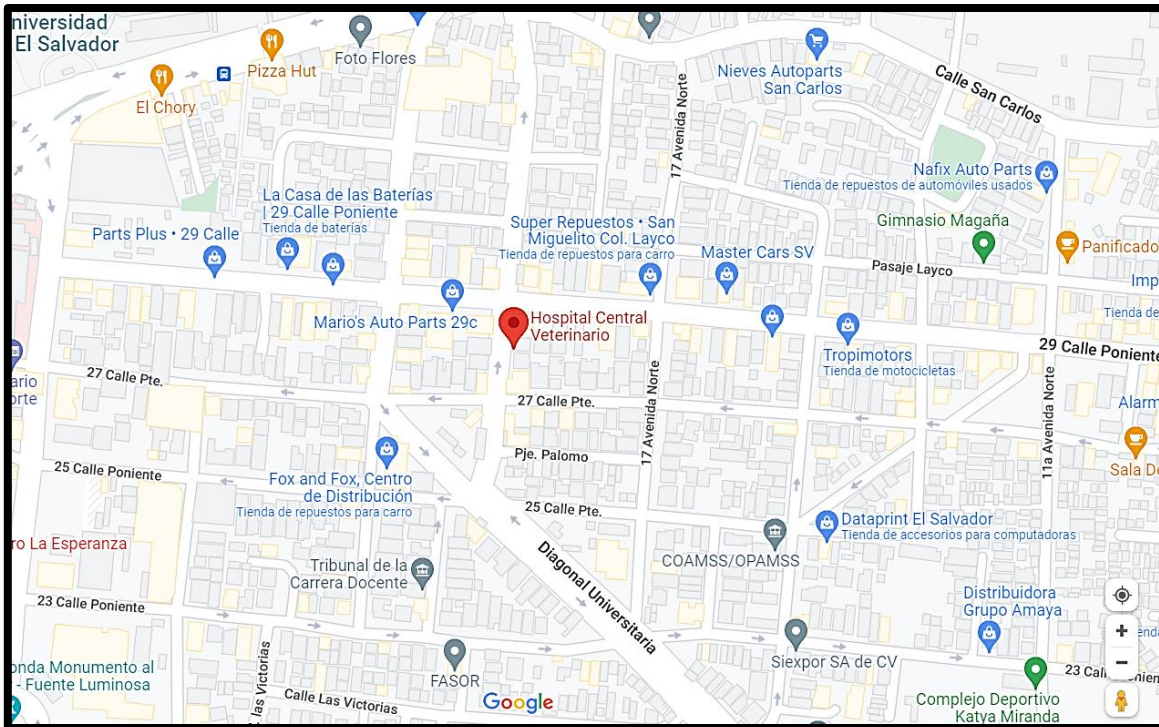 niversidad
El Salvador
Foto Flores
Pizza Hut
El Chory
Nieves Autoparts
San Carlos
Calle San Carlos
17 Avenida Norte
Nafix Auto Parts
Tienda de repuestos de automóviles usados
Gimnasio Magaña
La Casa de las Baterías
| 29 Calle Poniente
Tienda de baterías
Parts Plus • 29 Calle
Super Repuestos • San
Miguelito Col. Layco
Tienda de repuestos para carro
Master Cars SV
Pasaje Layco
Panificado
Imp
Tienda de
Mario's Auto Parts 29c
Hospital Central
Veterinario
Tropimotors
Tienda de motocicletas
29 Calle Poniente
27 Calle Pte.
ario
orte
27 Calle Pte.
17 Avenida Norte
11a Avenida Norte
Alarm
Pje. Palomo
Sala De
25 Calle Poniente
Fox and Fox, Centro
de Distribución
Tienda de repuestos para carro
25 Calle Pte.
Dataprint El Salvador
Tienda de accesorios para computadoras
ro La Esperanza
Diagonal Universitaria
COAMSS/OPAMSS
Tribunal de la
Carrera Docente
Distribuidora
Grupo Amaya
enda
23 Calle Poniente
Siexpor SA de CV
23 Calle Ponien
onda Monumento al
- Fuente Luminosa
las Victorias
FASOR
Calle Las Victorias
Google
Complejo Deportivo
Katya Miranda